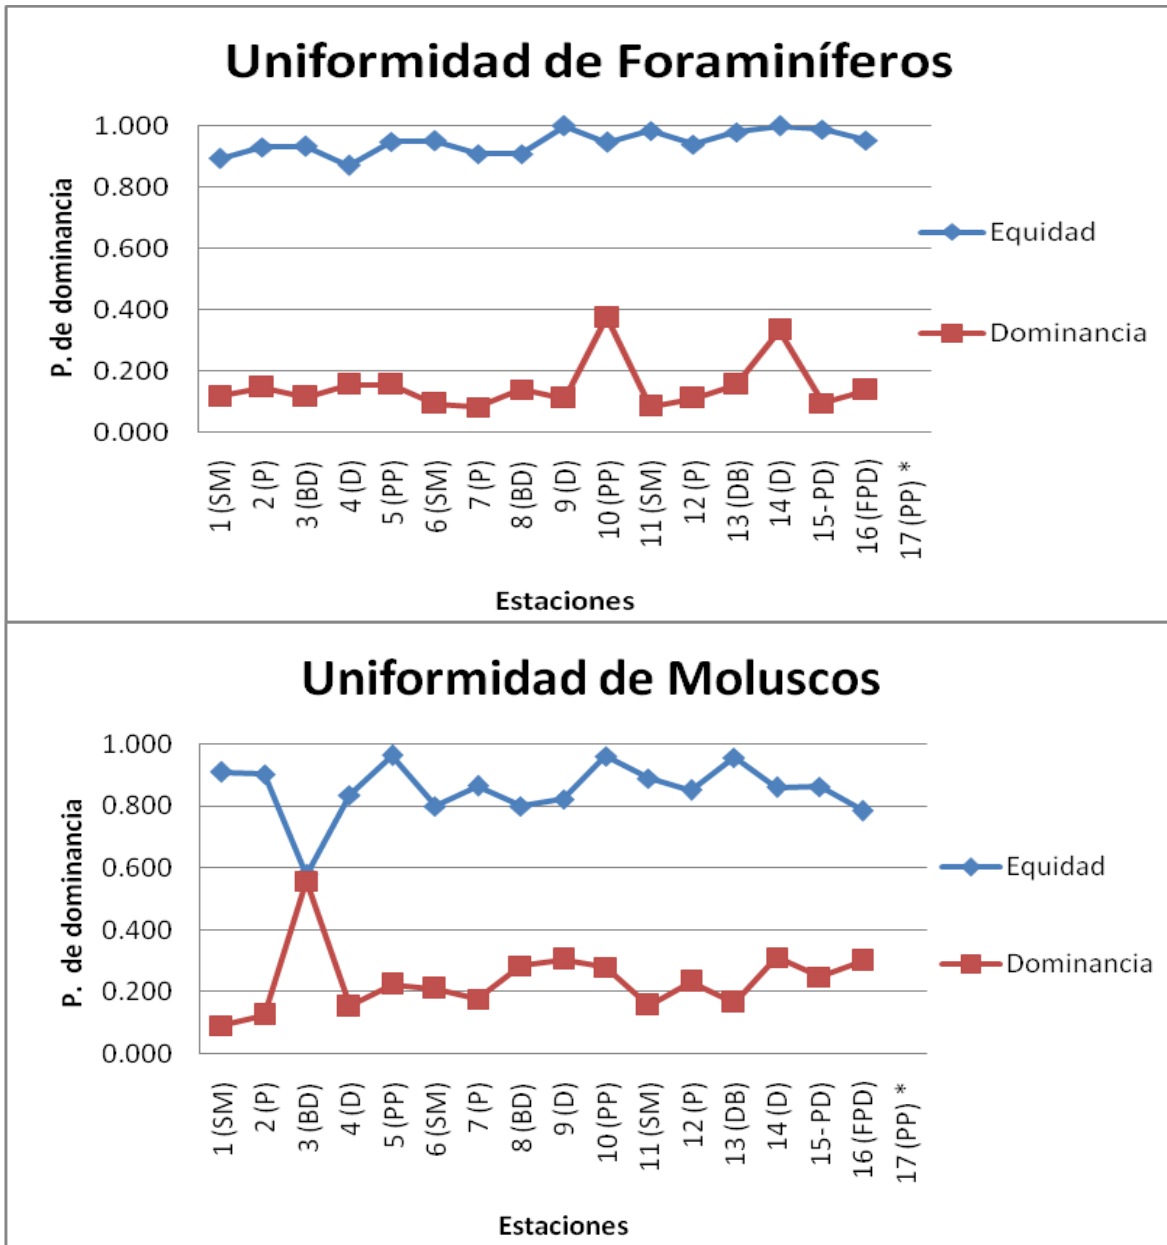 Uniformidad de Foraminíferos
1.000
0.800
0.600
0.400
0.200
0.000
P. de dominancia
Equidad
Dominancia
1 (SM)
2 (P)
3 (BD)
4 (D)
5 (PP)
6 (SM)
7 (P)
8 (BD)
9 (D)
10 (PP)
11 (SM)
12 (P)
13 (DB)
14 (D)
15- PD)
16 (FPD)
17 (PP) *
Estaciones
Uniformidad de Moluscos
1.000
0.800
0.600
0.400
0.200
0.000
P. de dominancia
Equidad
Dominancia
1 (SM)
2 (P)
3 (BD)
4 (D)
5 (PP)
6 (SM)
7 (P)
8 (BD)
9 (D)
10 (PP)
11 (SM)
12 (P)
13 (DB)
14 (D)
15- PD)
16 (FPD)
17 (PP) *
Estaciones